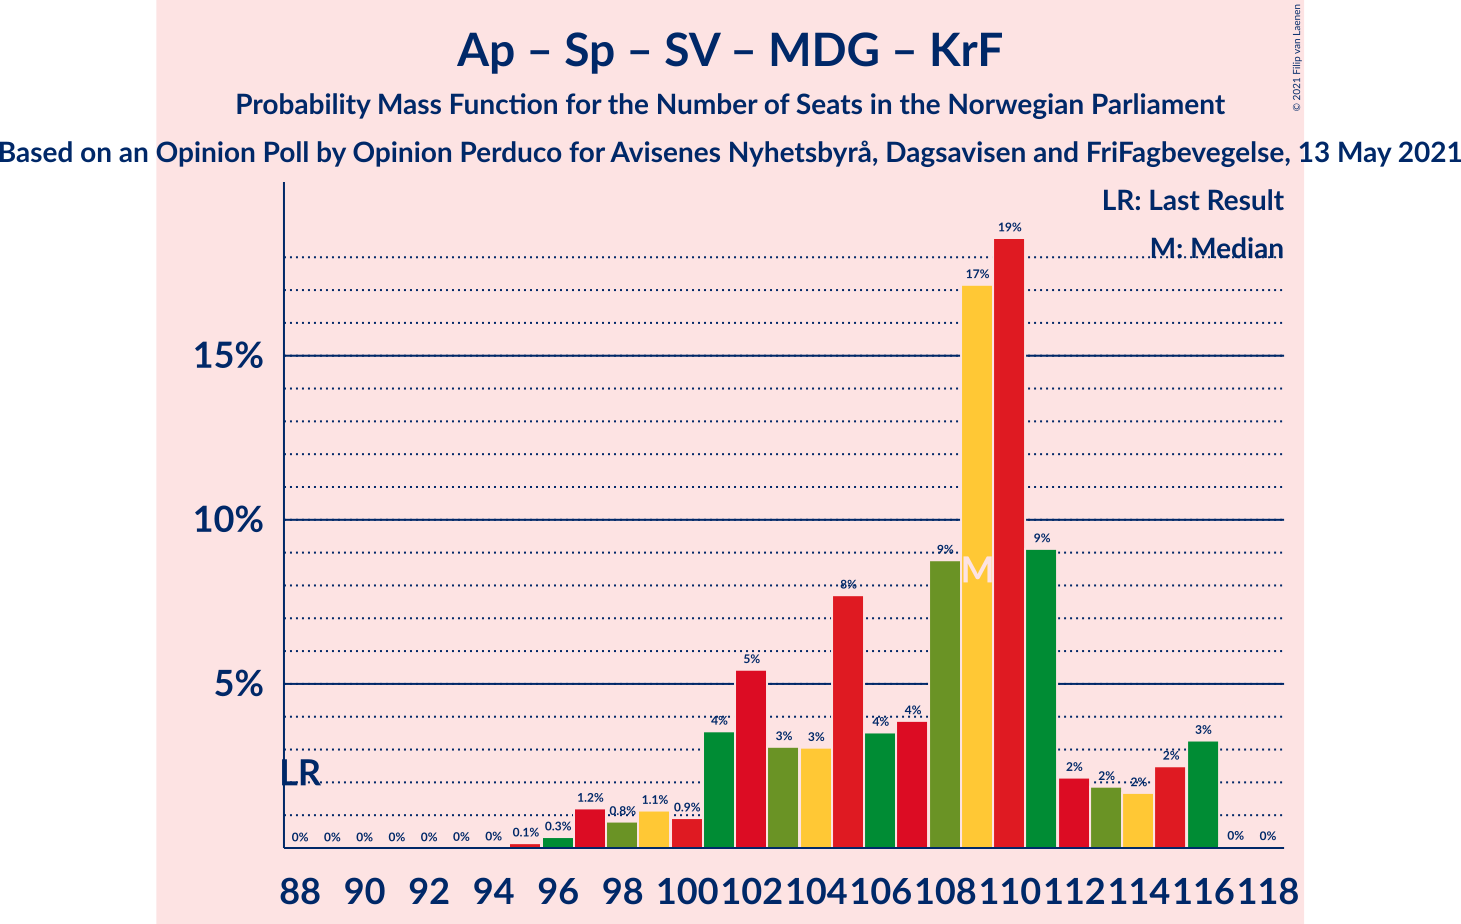 Ap – Sp – SV – MDG – KrF
Probability Mass Function for the Number of Seats in the Norwegian Parliament
Based on an Opinion Poll by Opinion Perduco for Avisenes Nyhetsbyrå, Dagsavisen and FriFagbevegelse, 13 May 2021
© 2021 Filip van Laenen
LR: Last Result
M: Median
15%
10%
5%
LR
M
0% 0% 0% 0% 0% 0% 0% 0.1% 0.3% 1.2% 0.8% 1.1% 0.9% 4% 5% 3% 3% 8% 4% 4% 9% 17% 19% 9% 2% 2% 2% 2% 3% 0% 0%
88 90 92 94 96 98 100 102 104 106 108 110 112 114 116 118